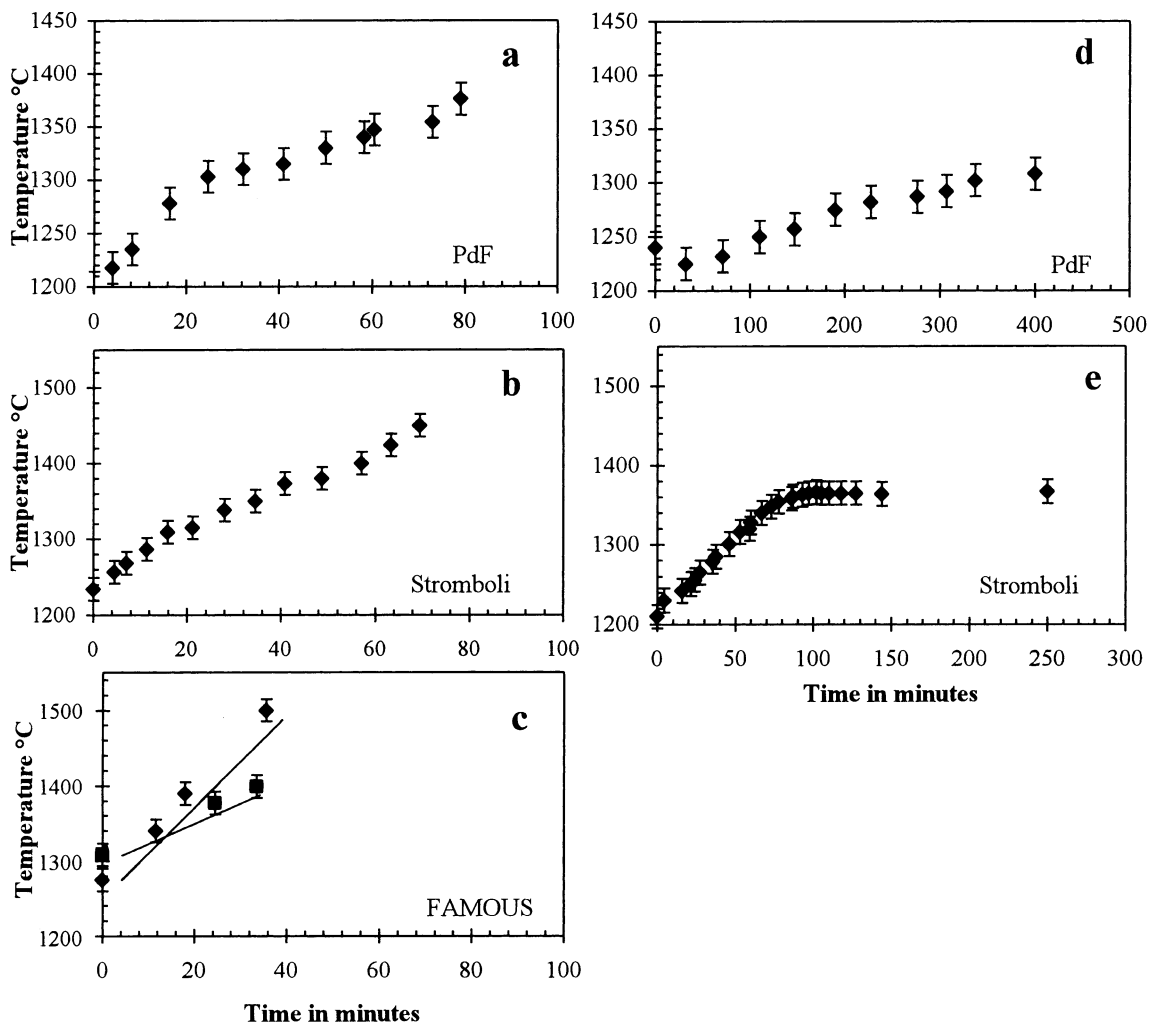 1450
1400
1350
1300
1250
1200
Temperature °C
a
PdF
0 20 40 60 80 100
1450
1400
1350
1300
1250
1200
d
PdF
0 100 200 300 400 500
1500
1400
1300
1200
Temperature °C
b
Stromboli
0 20 40 60 80 100
1500
1400
1300
1200
e
Stromboli
0 50 100 150 200 250 300
Time in minutes
1500
1400
1300
1200
Temperature °C
c
FAMOUS
0 20 40 60 80 100
Time in minutes